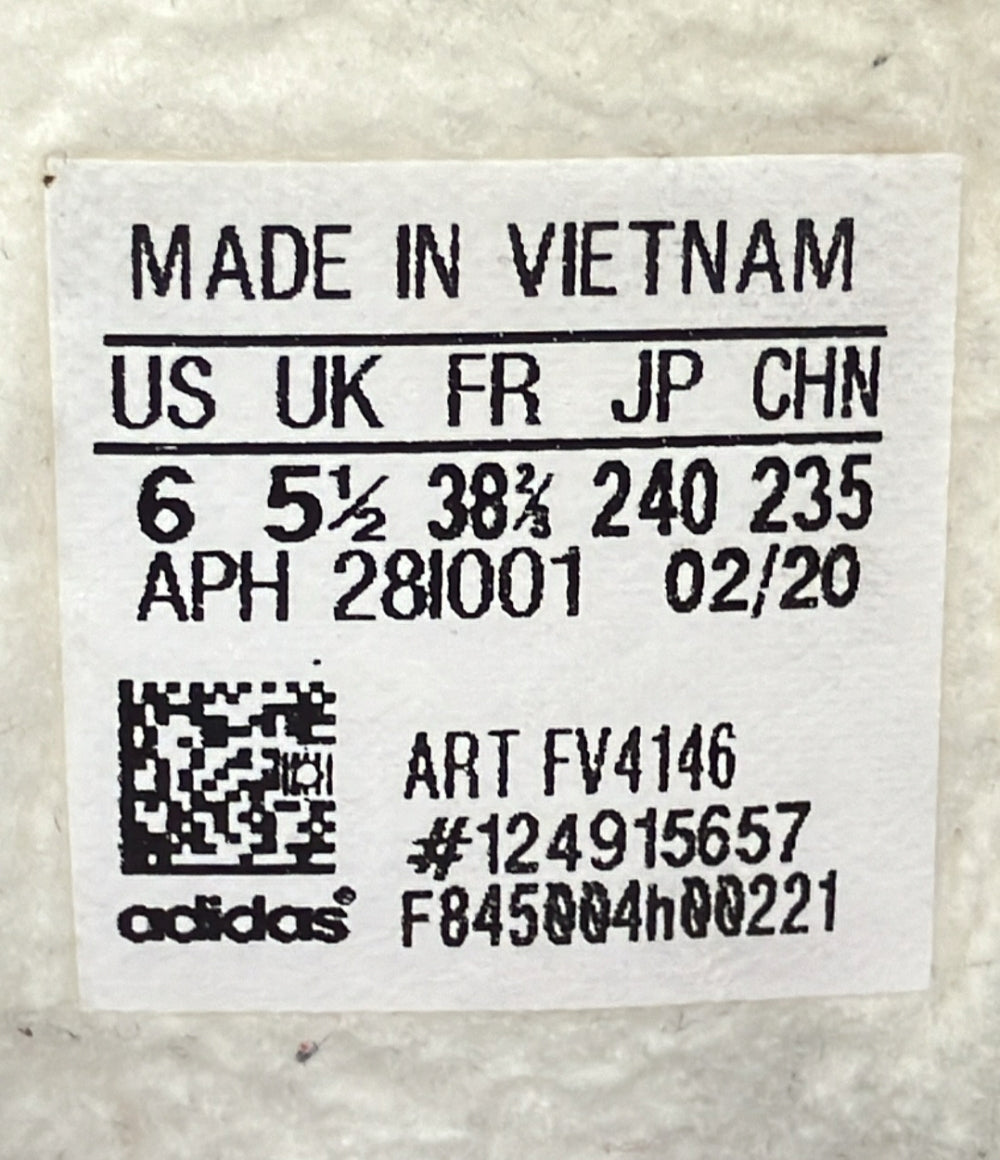 MADE IN VIETNAM
US UK FR JP CHN
6 5½ 38⅔ 240 235
APH 28I001 02/20
ART FV4146
#124915657
adidas® F845004h00221